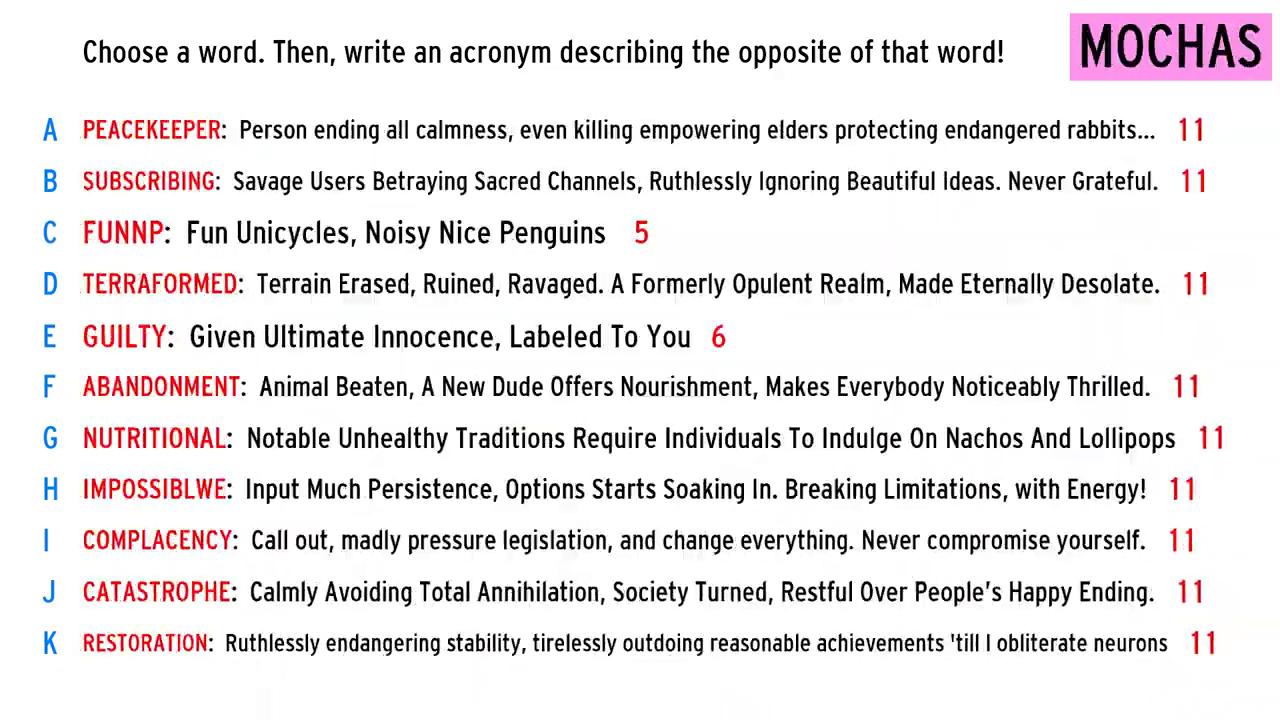 Choose a word. Then, write an acronym describing the opposite of that word!
MOCHAS
A PEACEKEEPER: Person ending all calmness, even killing empowering elders protecting endangered rabbits... 11
B SUBSCRIBING: Savage Users Betraying Sacred Channels, Ruthlessly Ignoring Beautiful Ideas. Never Grateful. 11
C FUNNP: Fun Unicycles, Noisy Nice Penguins 5
D TERRAFORMED: Terrain Erased, Ruined, Ravaged. A Formerly Opulent Realm, Made Eternally Desolate. 11
E GUILTY: Given Ultimate Innocence, Labeled To You 6
F ABANDONMENT: Animal Beaten, A New Dude Offers Nourishment, Makes Everybody Noticeably Thrilled. 11
G NUTRITIONAL: Notable Unhealthy Traditions Require Individuals To Indulge On Nachos And Lollipops 11
H IMPOSSIBLWE: Input Much Persistence, Options Starts Soaking In. Breaking Limitations, with Energy! 11
I COMPLACENCY: Call out, madly pressure legislation, and change everything. Never compromise yourself. 11
J CATASTROPHE: Calmly Avoiding Total Annihilation, Society Turned, Restful Over People's Happy Ending. 11
K RESTORATION: Ruthlessly endangering stability, tirelessly outdoing reasonable achievements 'till I obliterate neurons 11